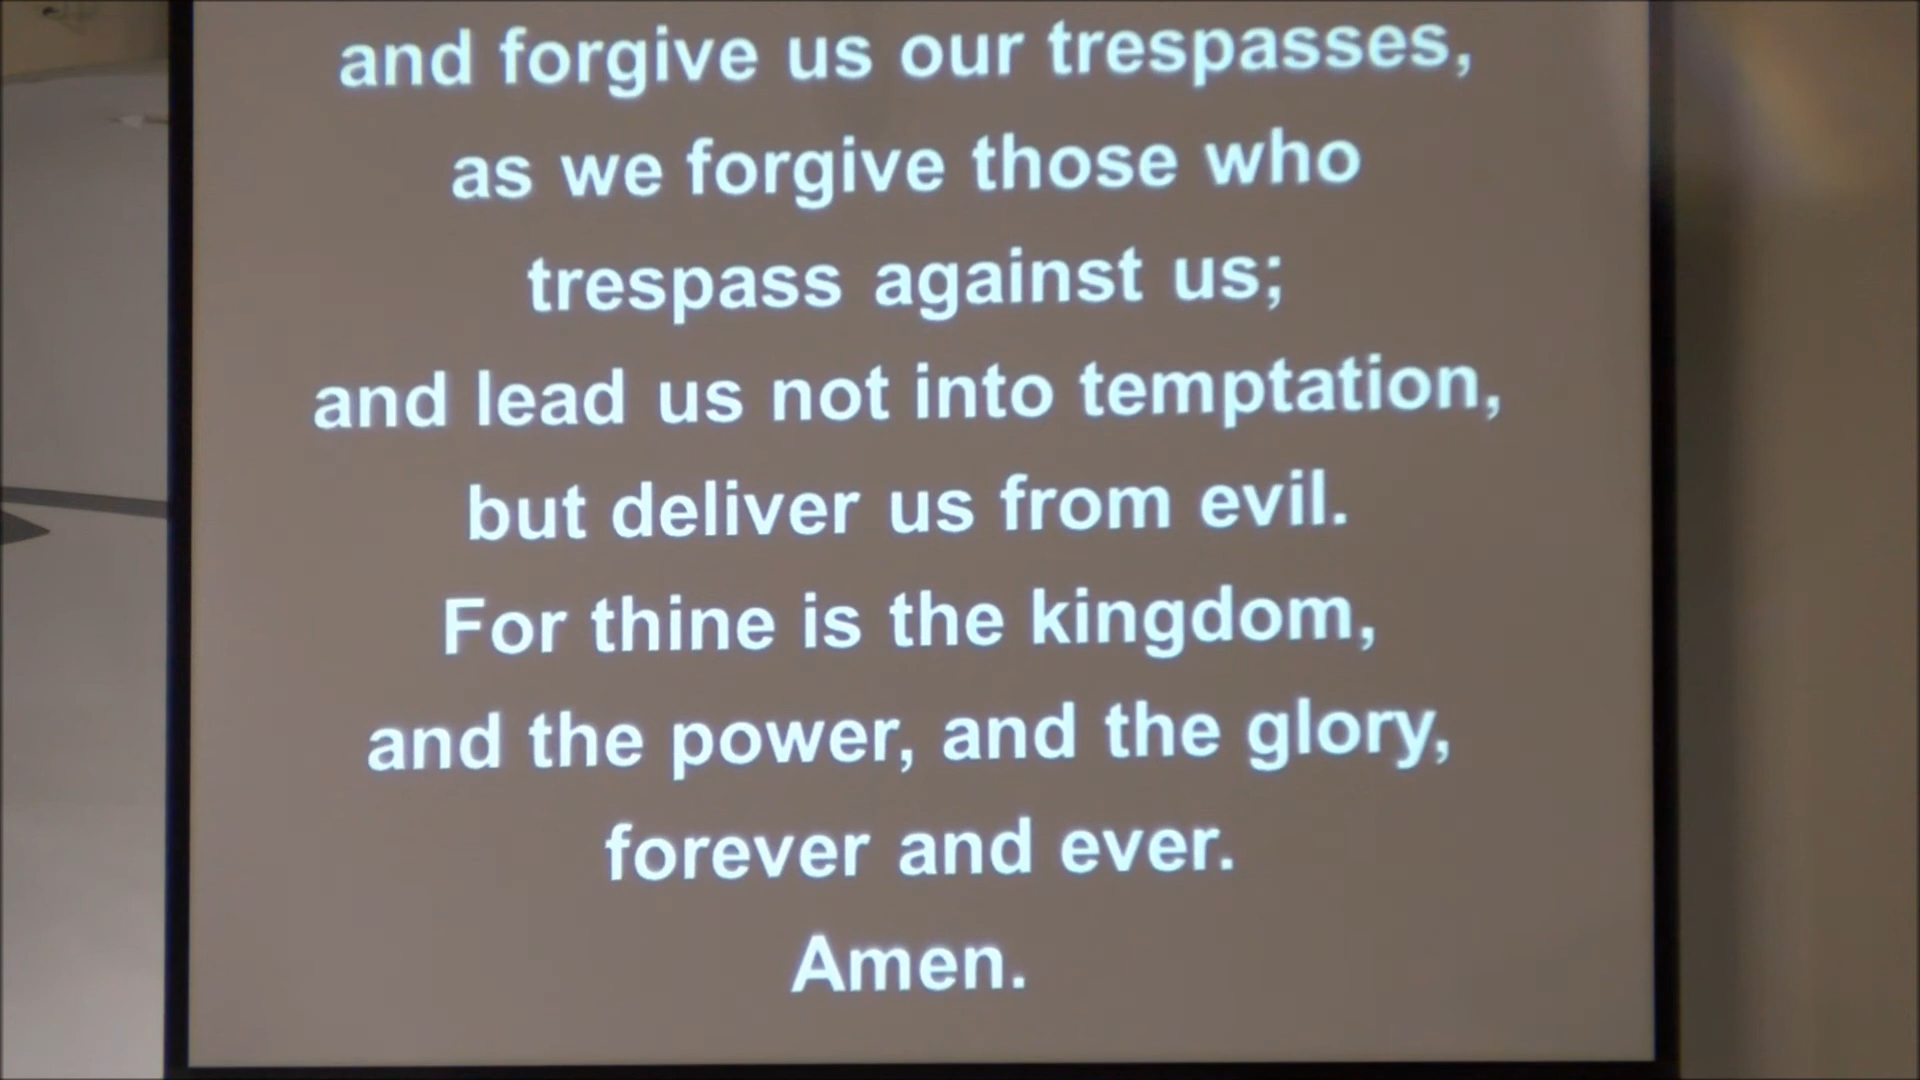 and forgive us our trespasses,
as we forgive those who
trespass against us;
and lead us not into temptation,
but deliver us from evil.
For thine is the kingdom,
and the power, and the glory,
forever and ever.
Amen.